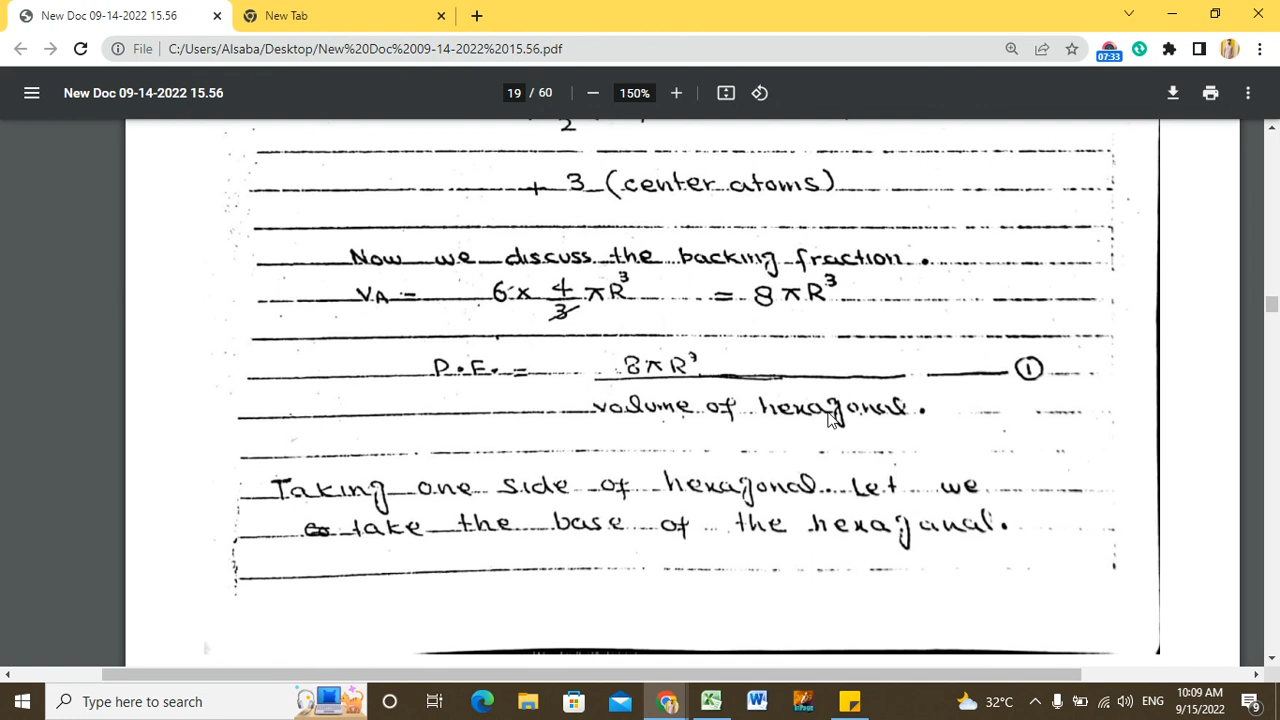 New Doc 09-14-2022 15.56
New Tab
File
C:/Users/Alsaba/Desktop/New%20Doc%2009-14-2022%2015.56.pdf
07:33
New Doc 09-14-2022 15.56
19 / 60
150%
2
+ 3 (center atoms)
Now we discuss the backing fraction.
VA = 6 x 4/3 πR³ = 8πR³
P.F. = 8πR³ ①
volume of hexagonal.
Taking one side of hexagonal. Let we
take the base of the hexaganal.
Type here to search
32°C
ENG
10:09 AM
9/15/2022
9